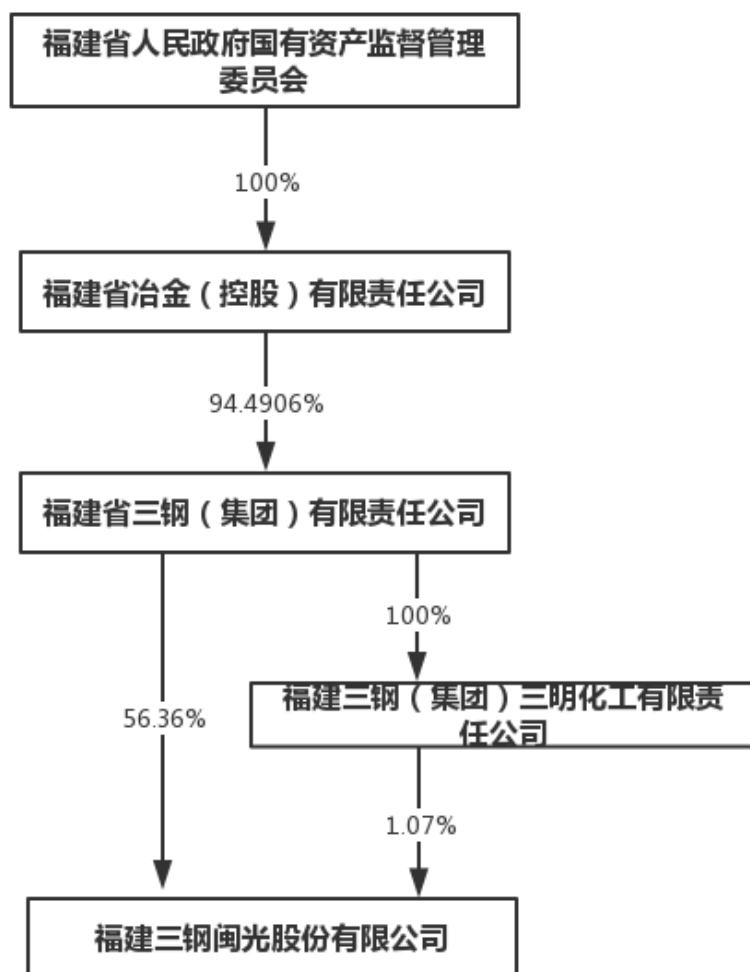 福建省人民政府国有资产监督管理
委员会
100%
福建省冶金（控股）有限责任公司
94.4906%
福建省三钢（集团）有限责任公司
100%
福建三钢（集团）三明化工有限责
任公司
56.36%
1.07%
福建三钢闽光股份有限公司